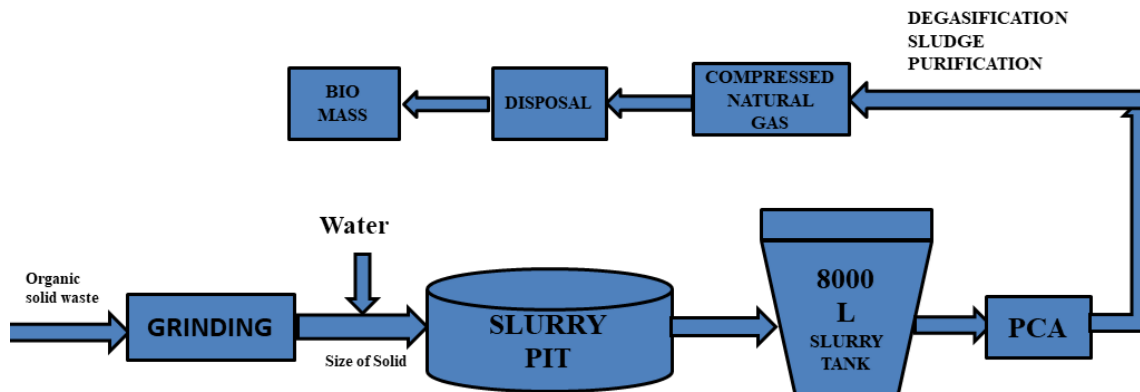 DEGASIFICATION
SLUDGE
PURIFICATION
BIO
MASS
DISPOSAL
COMPRESSED
NATURAL
GAS
Water
Organic
solid waste
GRINDING
Size of Solid
SLURRY
PIT
8000
L
SLURRY
TANK
PCA